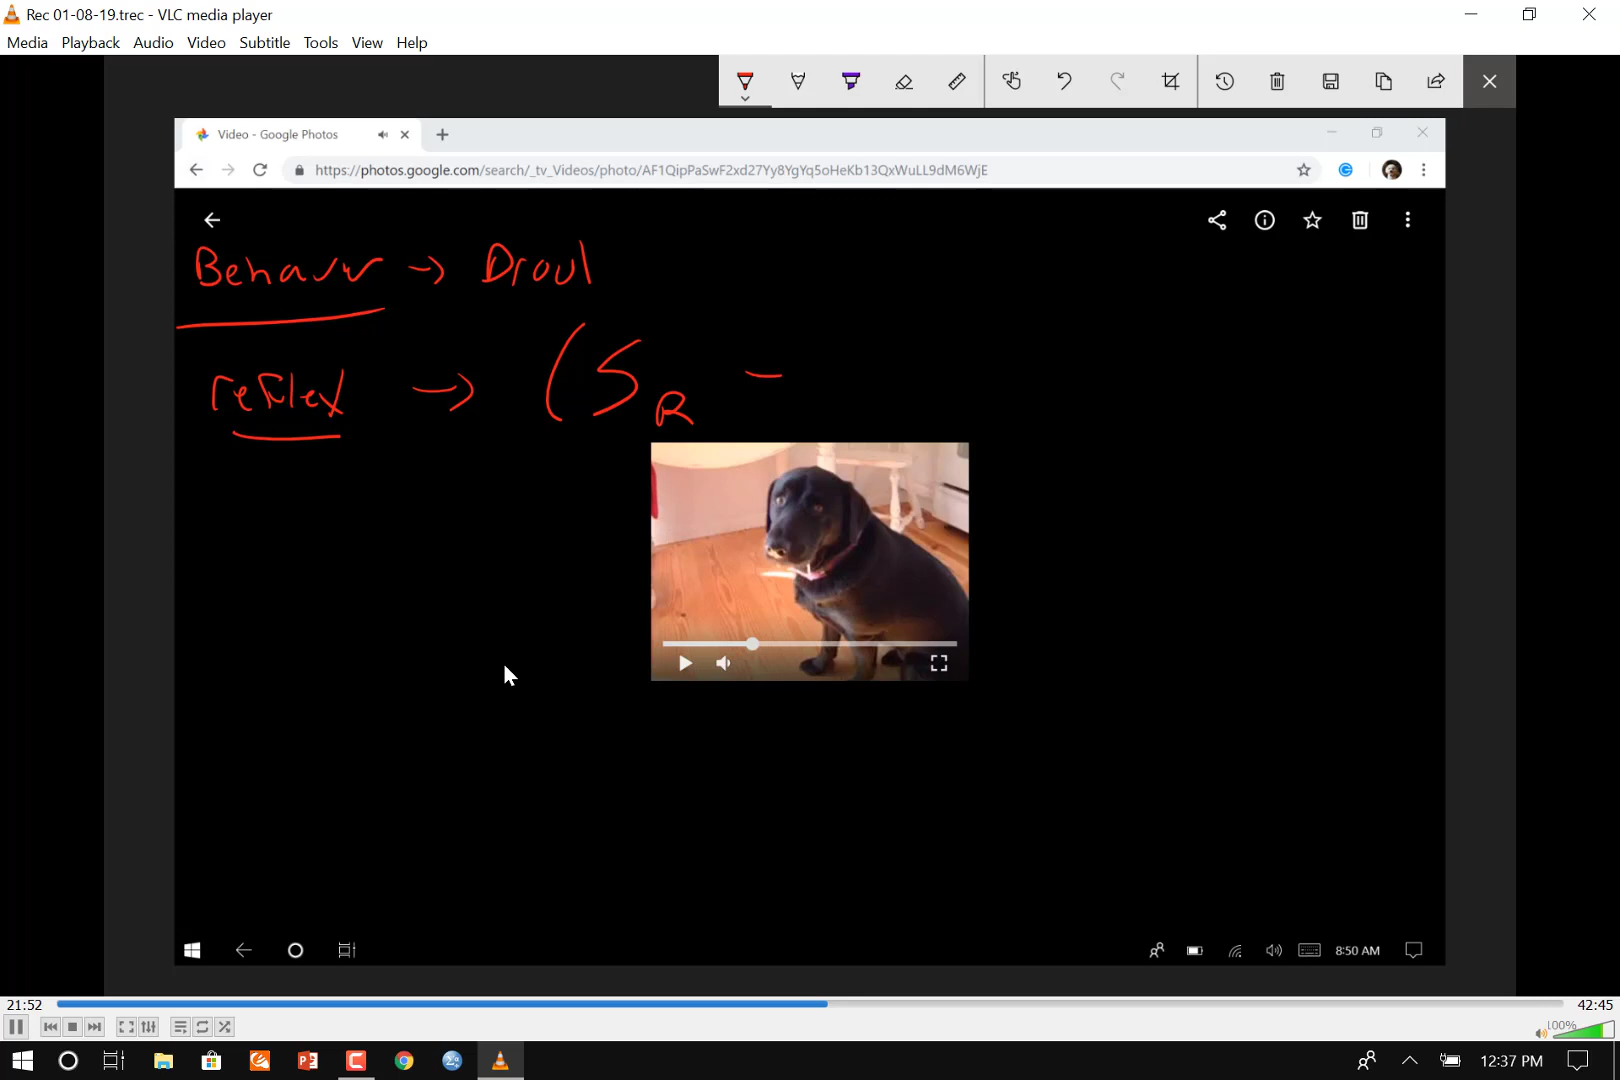 Rec 01-08-19.trec - VLC media player
Media Playback Audio Video Subtitle Tools View Help
Video - Google Photos
https://photos.google.com/search/_tv_Videos/photo/AF1QipPaSwF2xd27Yy8YgYq5oHeKb13QxWuLL9dM6WjE
Behavior → Drool
reflex → (S R -
8:50 AM
21:52
42:45
100%
12:37 PM